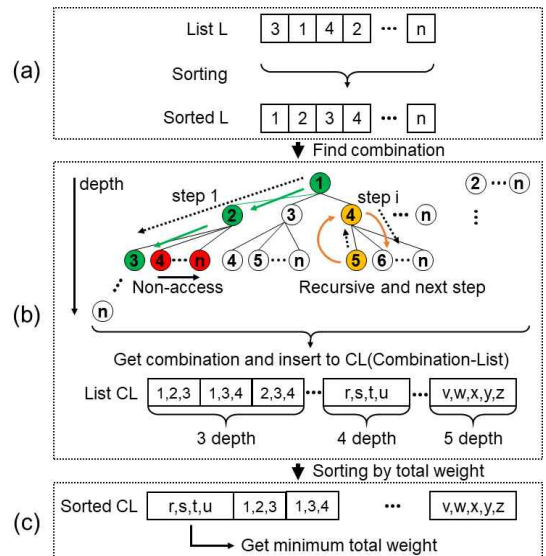 (a)
List L 3 1 4 2 ··· n
Sorting
Sorted L 1 2 3 4 ··· n
Find combination
(b)
depth
step 1 1 step i 2 ··· n
2 3 4 ··· n
3 4 ··· n 4 5 ··· n 5 6 ··· n
Non-access Recursive and next step
n
Get combination and insert to CL(Combination-List)
List CL 1,2,3 1,3,4 2,3,4 ··· r,s,t,u ··· v,w,x,y,z
3 depth 4 depth 5 depth
Sorting by total weight
(c)
Sorted CL r,s,t,u 1,2,3 1,3,4 ··· v,w,x,y,z
Get minimum total weight